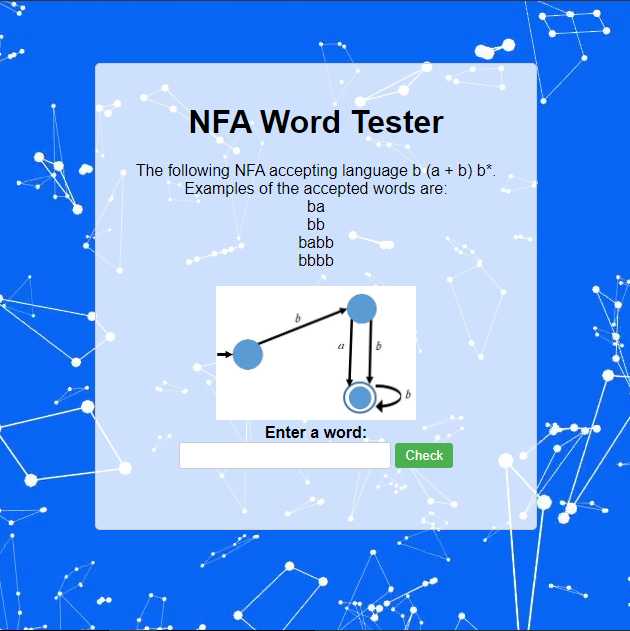 NFA Word Tester
The following NFA accepting language b (a + b) b*.
Examples of the accepted words are:
ba
bb
babb
bbbb
b
a b
b
Enter a word:
Check